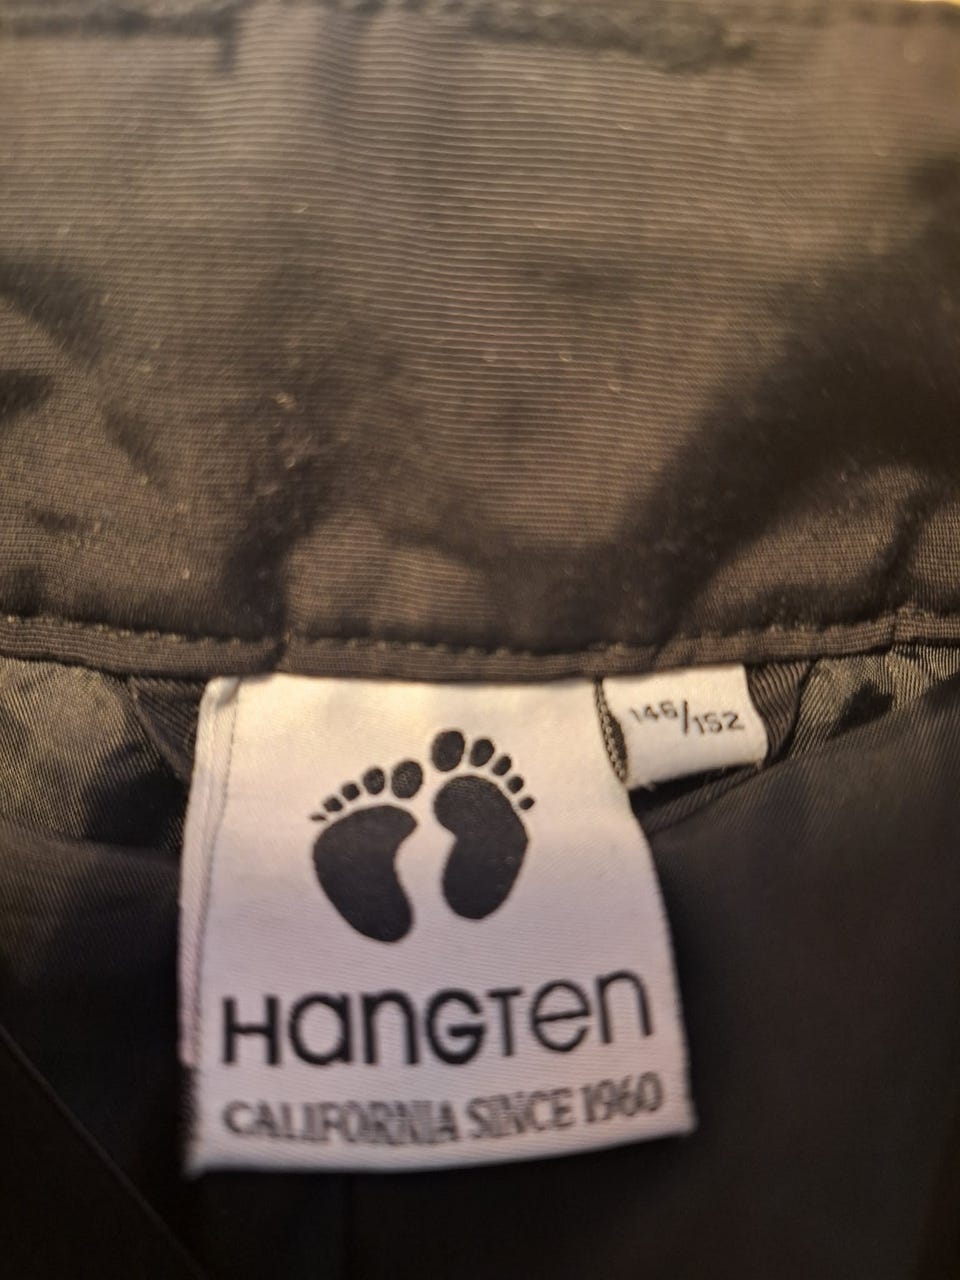 146/152
HANGTEN
CALIFORNIA SINCE 1960